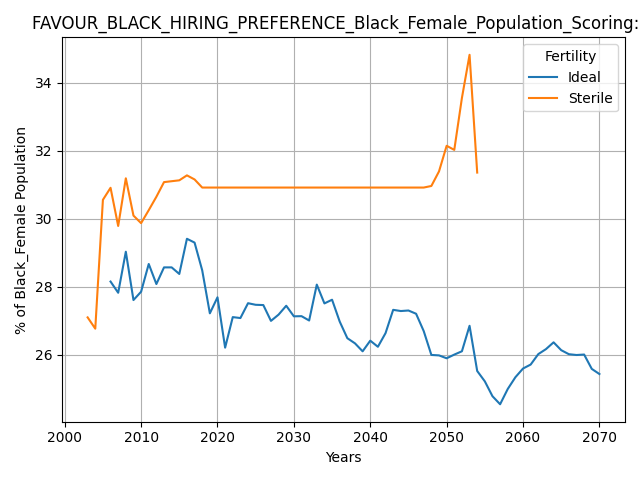 FAVOUR_BLACK_HIRING_PREFERENCE_Black_Female_Population_Scoring:
Fertility
Ideal
Sterile
% of Black_Female Population
34
32
30
28
26
2000 2010 2020 2030 2040 2050 2060 2070
Years